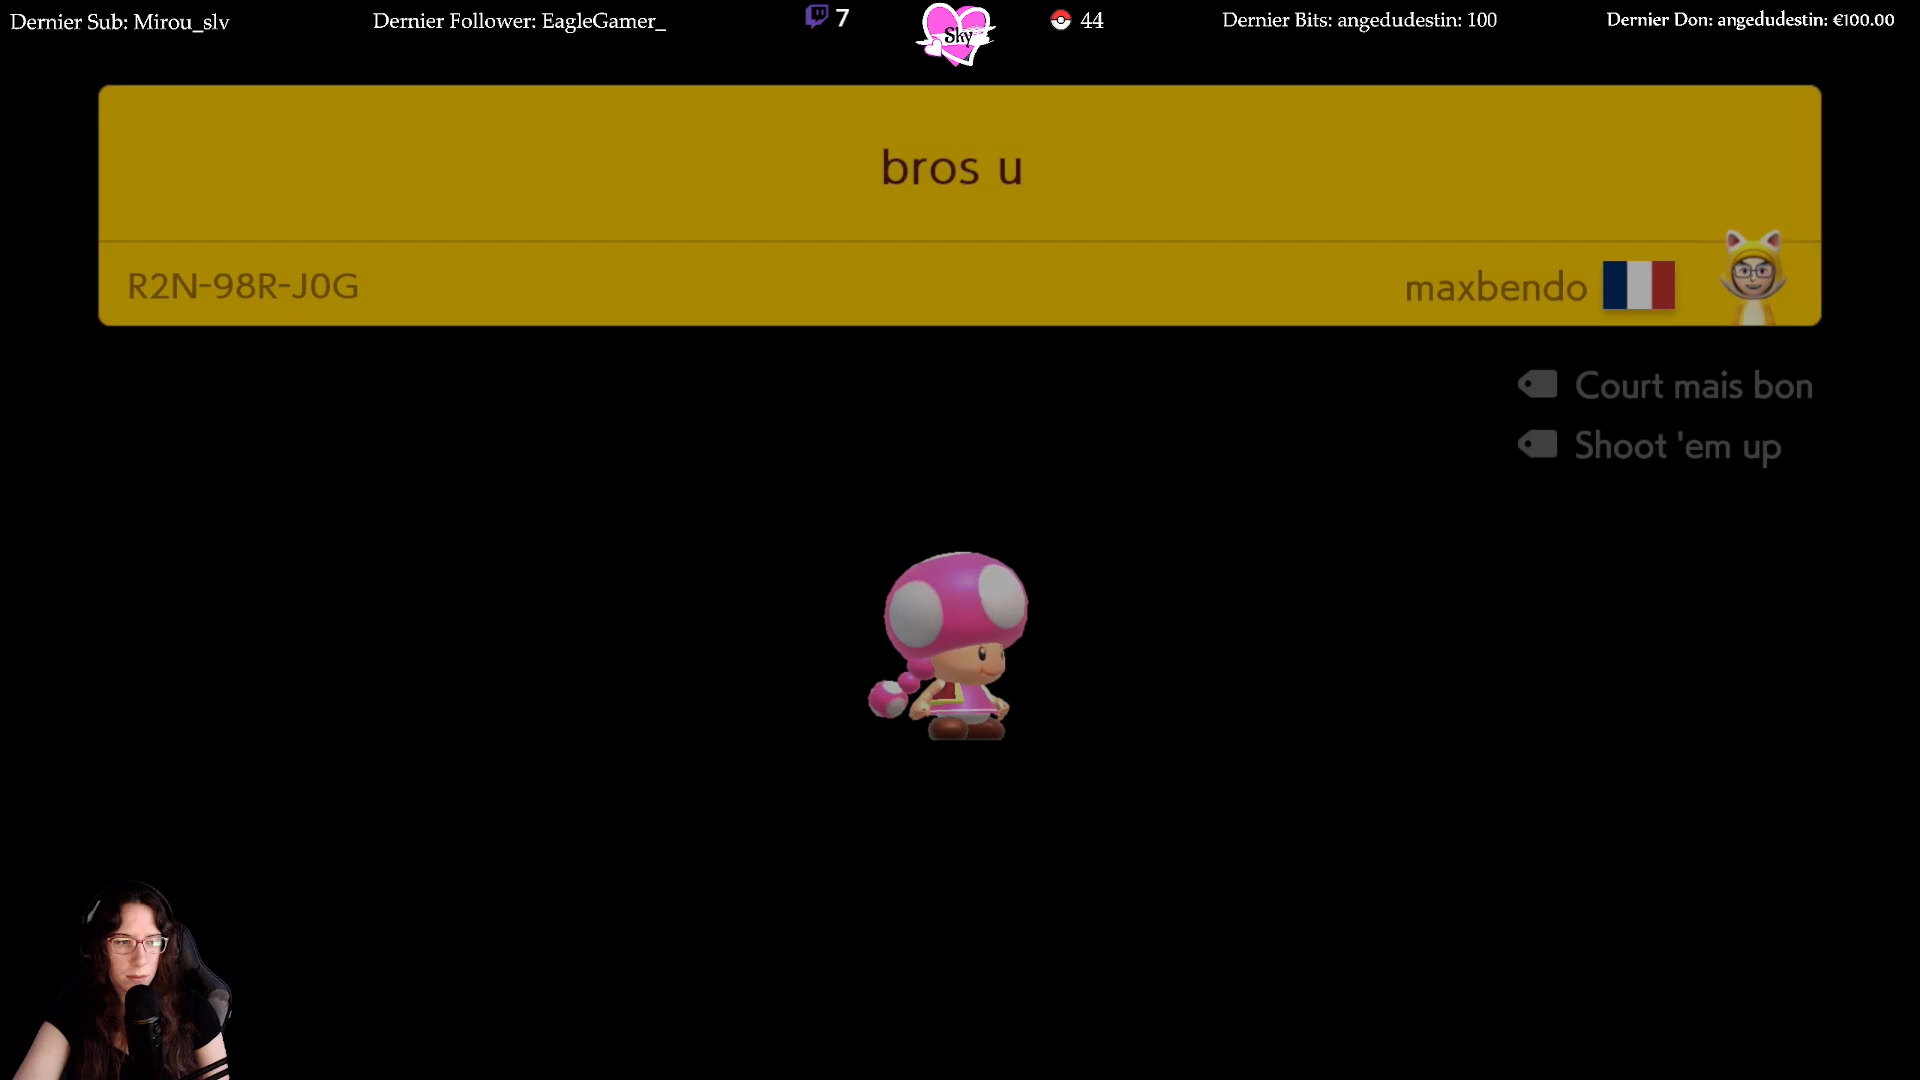 Dernier Sub: Mirou_slv
Dernier Follower: EagleGamer_
7
Sky
44
Dernier Bits: angedudestin: 100
Dernier Don: angedudestin: €100.00
bros u
R2N-98R-J0G
maxbendo
Court mais bon
Shoot 'em up